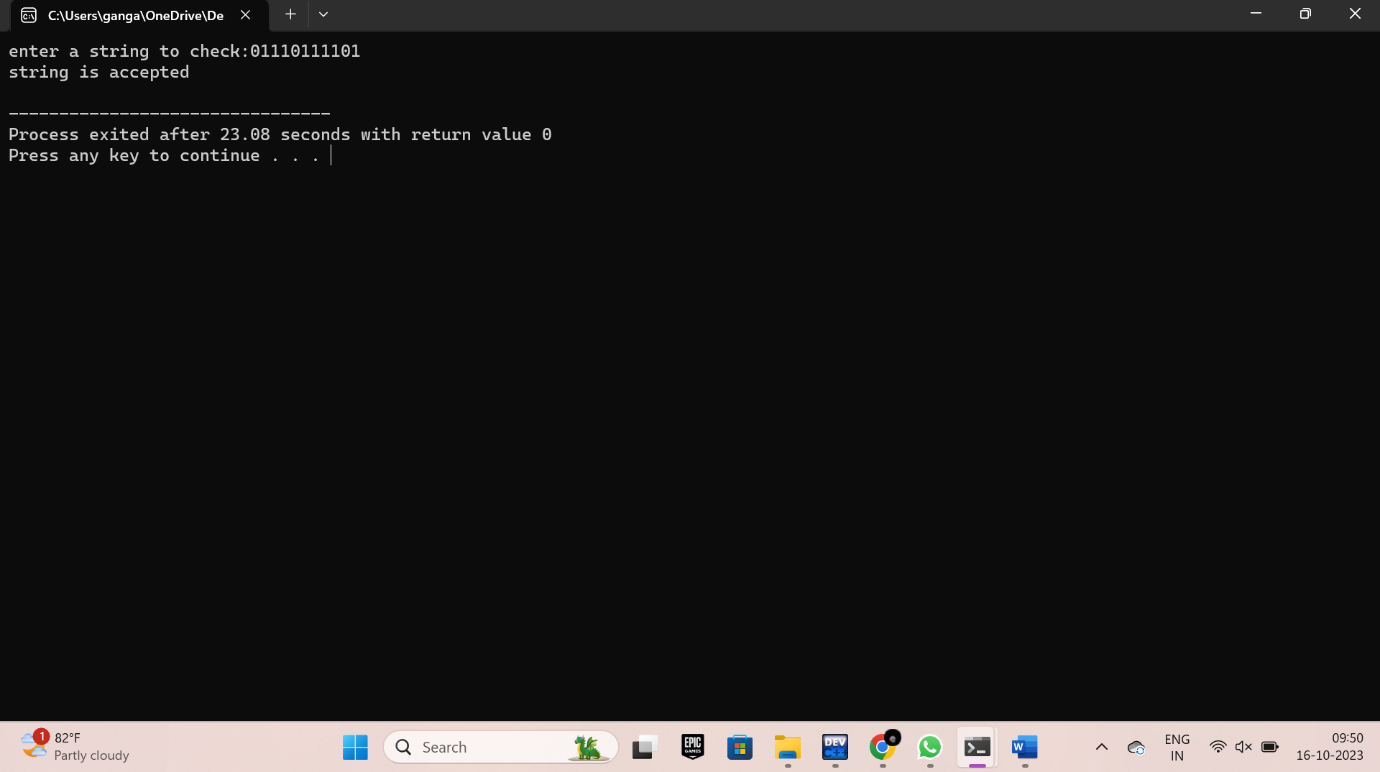 C:\Users\ganga\OneDrive\De
enter a string to check:01110111101
string is accepted
--------------------------------
Process exited after 23.08 seconds with return value 0
Press any key to continue . . .
1
82°F
Partly cloudy
Search
EPIC
GAMES
DEV
W
ENG
IN
09:50
16-10-2023